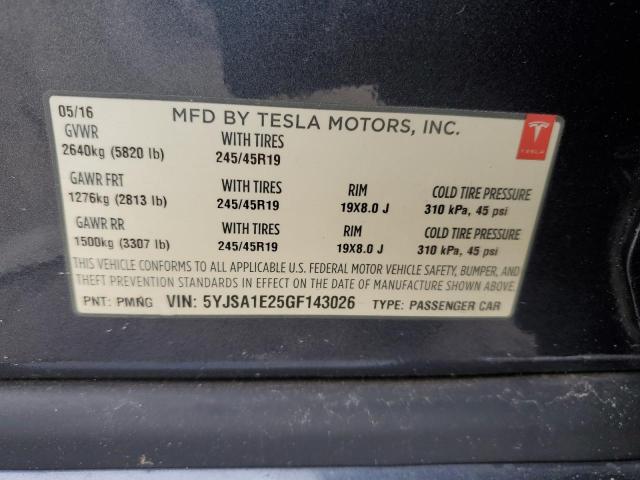 05/16 MFD BY TESLA MOTORS, INC.
GVWR WITH TIRES
2640kg (5820 lb) 245/45R19
TESLA
GAWR FRT WITH TIRES RIM COLD TIRE PRESSURE
1276kg (2813 lb) 245/45R19 19X8.0 J 310 kPa, 45 psi
GAWR RR WITH TIRES RIM COLD TIRE PRESSURE
1500kg (3307 lb) 245/45R19 19X8.0 J 310 kPa, 45 psi
THIS VEHICLE CONFORMS TO ALL APPLICABLE U.S. FEDERAL MOTOR VEHICLE SAFETY, BUMPER, AND
THEFT PREVENTION STANDARDS IN EFFECT ON THE DATE OF MANUFACTURE SHOWN ABOVE.
PNT: PMNG VIN: 5YJSA1E25GF143026 TYPE: PASSENGER CAR